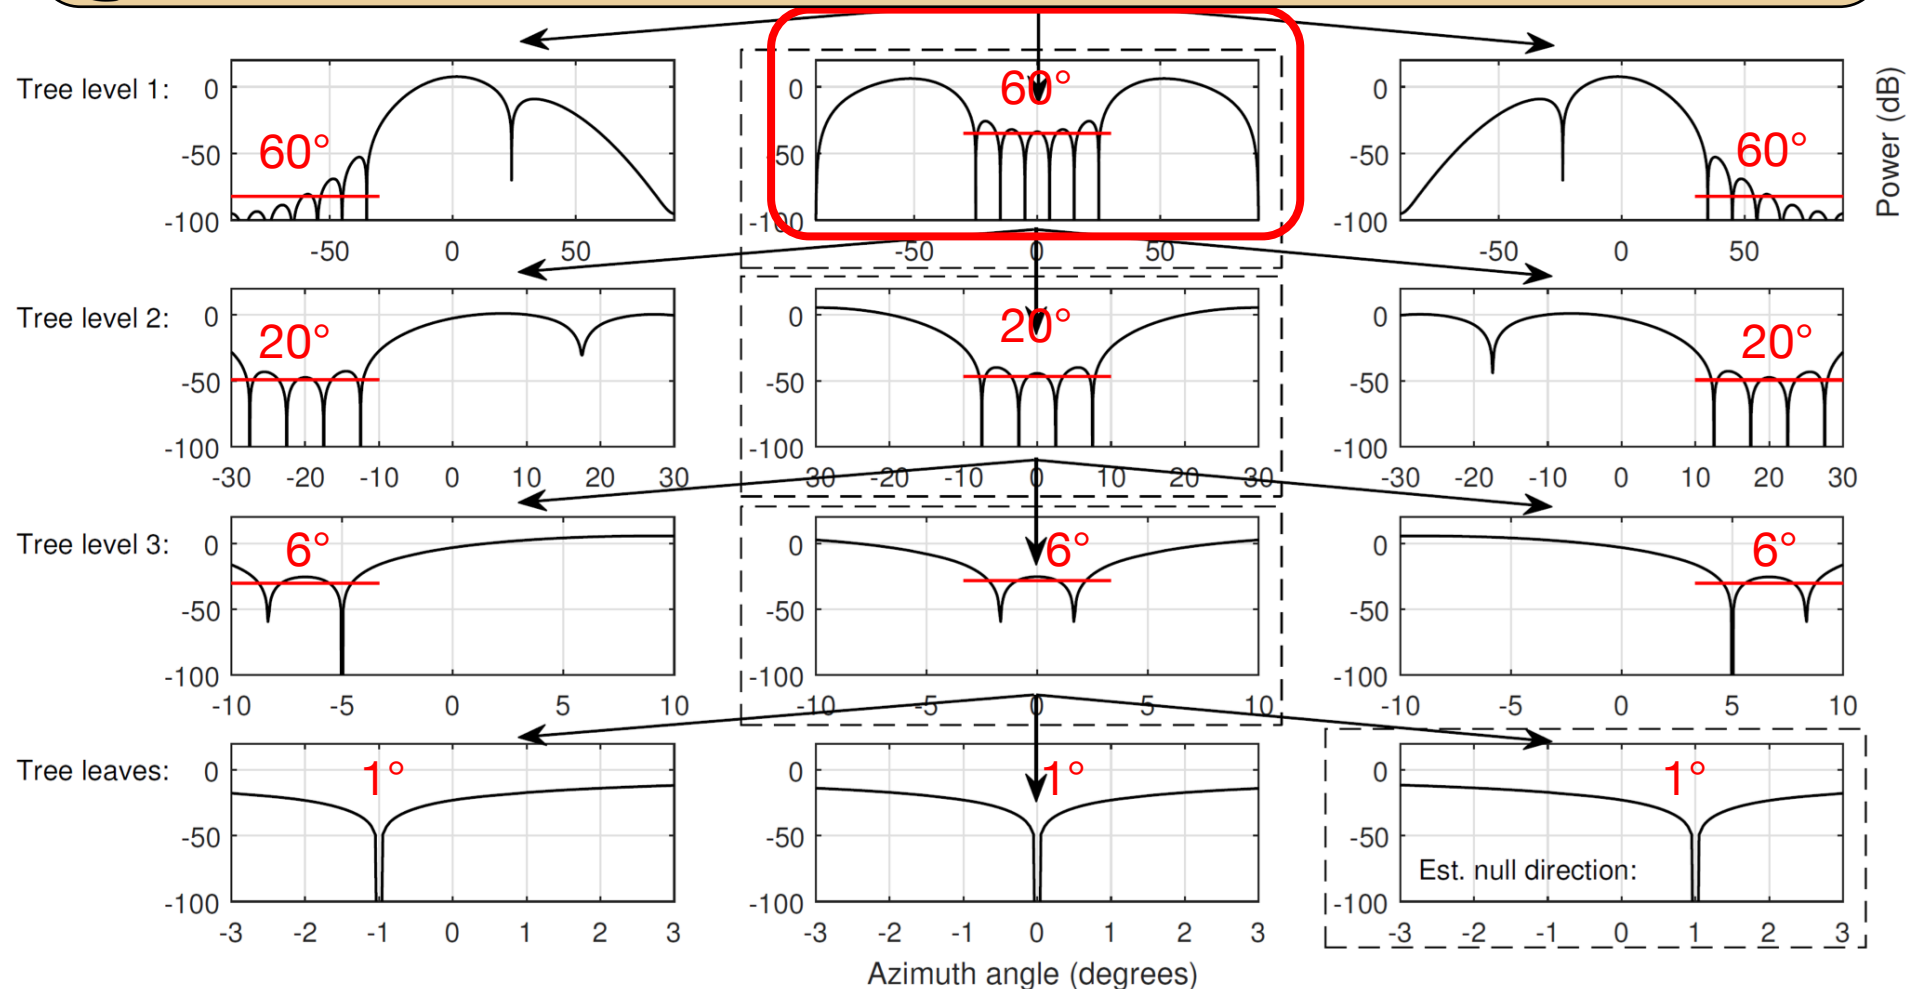 Tree level 1:
0 -50 -100
60°
-50 0 50
0 -50 -100
60°
-50 0 50
0 -50 -100
60°
-50 0 50
Power (dB)
Tree level 2:
0 -50 -100
20°
-30 -20 -10 0 10 20 30
0 -50 -100
20°
-30 -20 -10 0 10 20 30
0 -50 -100
20°
-30 -20 -10 0 10 20 30
Tree level 3:
0 -50 -100
6°
-10 -5 0 5 10
0 -50 -100
6°
-10 -5 0 5 10
0 -50 -100
6°
-10 -5 0 5 10
Tree leaves:
0 -50 -100
1°
-3 -2 -1 0 1 2 3
0 -50 -100
1°
-3 -2 -1 0 1 2 3
0 -50 -100
1°
Est. null direction:
-3 -2 -1 0 1 2 3
Azimuth angle (degrees)